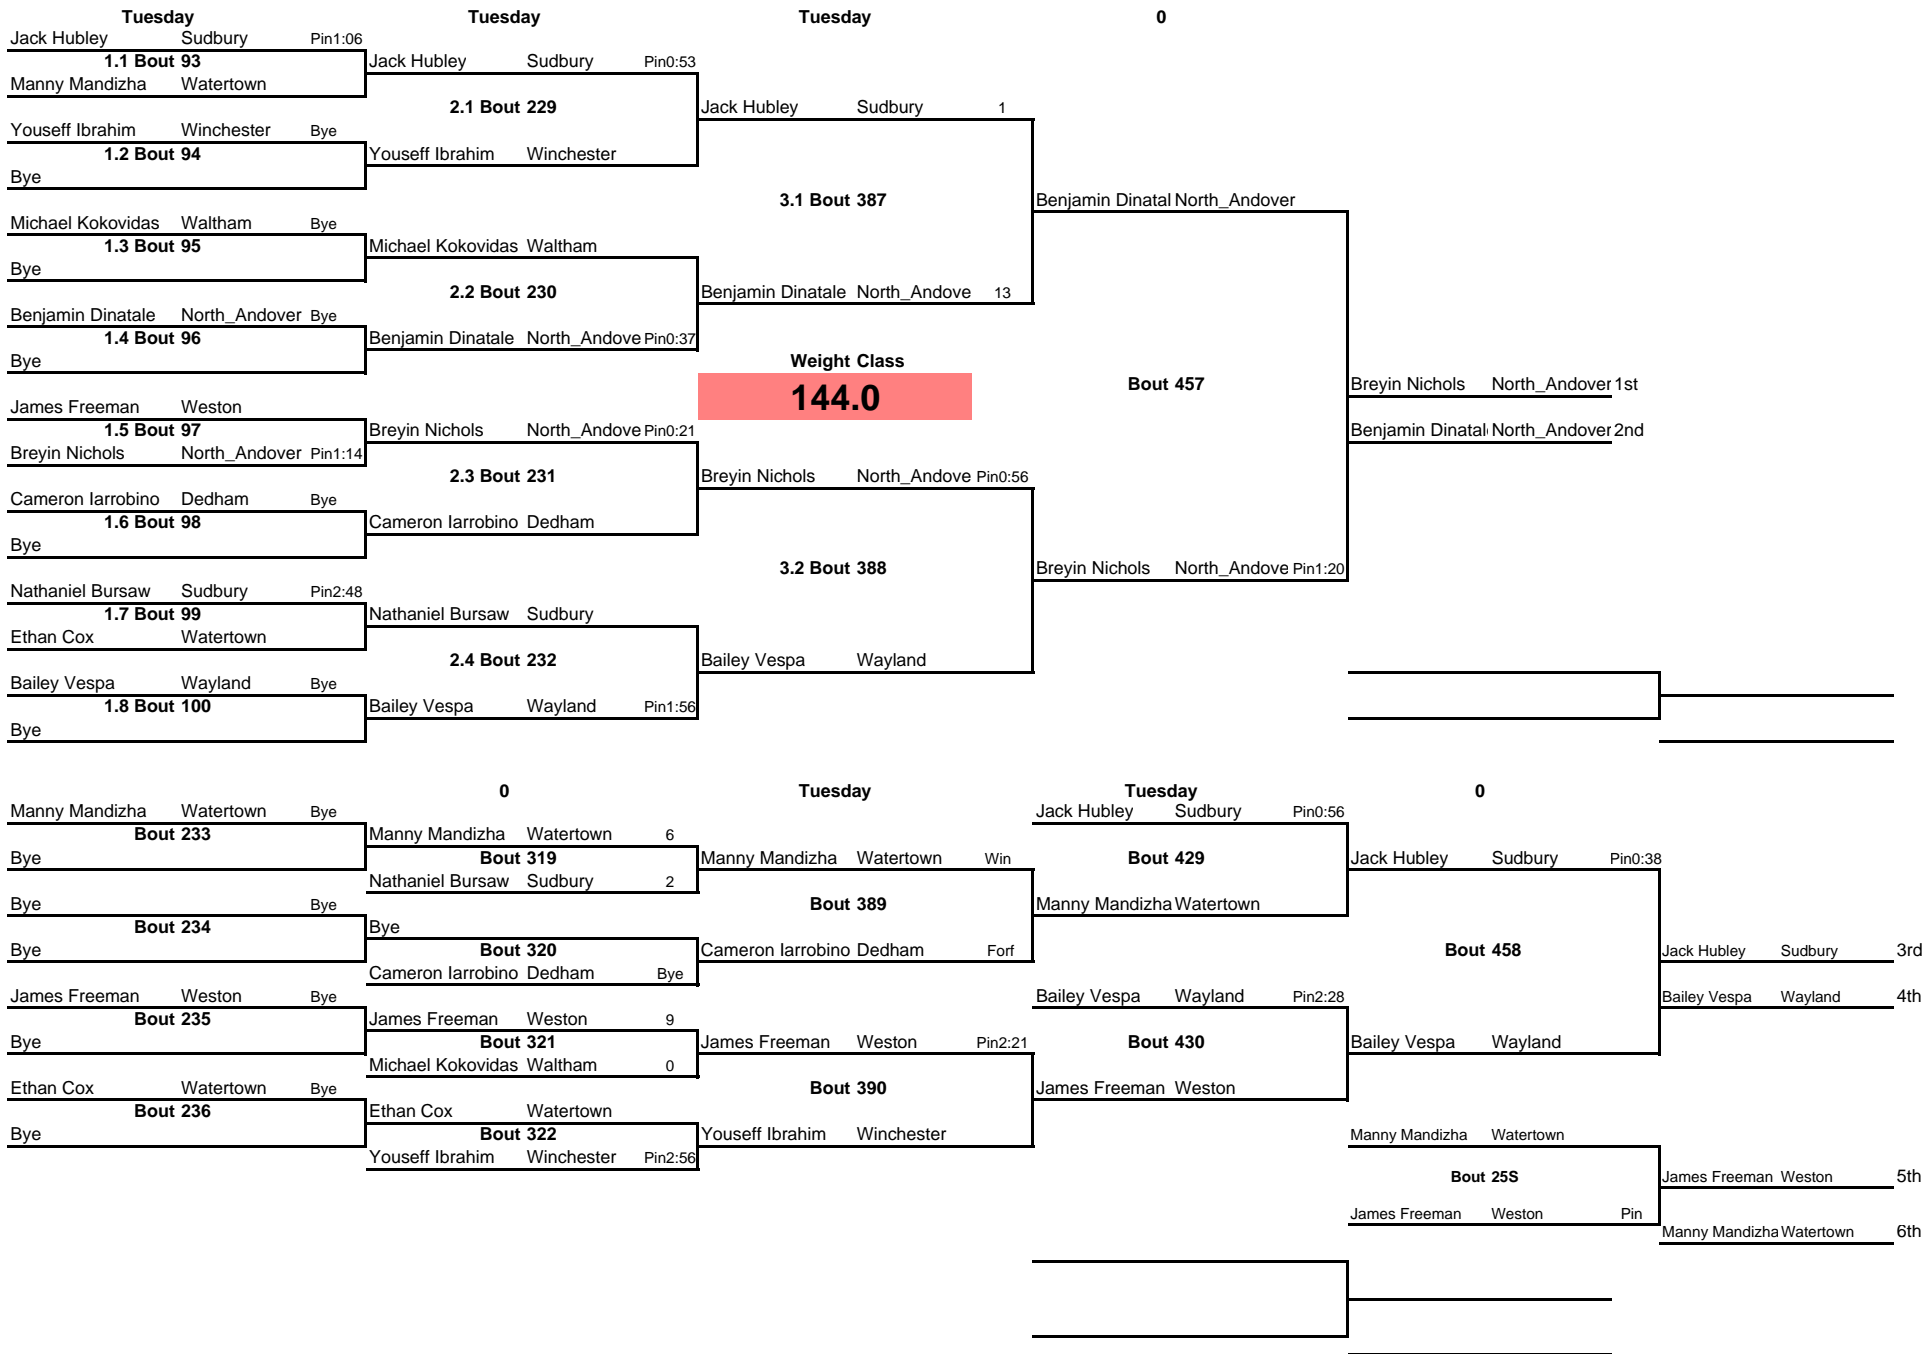 Tuesday Tuesday Tuesday 0
Jack Hubley Sudbury Pin1:06
1.1 Bout 93 Jack Hubley Sudbury Pin0:53
Manny Mandizha Watertown
2.1 Bout 229 Jack Hubley Sudbury 1
Youseff Ibrahim Winchester Bye
1.2 Bout 94 Youseff Ibrahim Winchester
Bye
3.1 Bout 387 Benjamin Dinatal North_Andover
Michael Kokovidas Waltham Bye
1.3 Bout 95 Michael Kokovidas Waltham
Bye
2.2 Bout 230 Benjamin Dinatale North_Andove 13
Benjamin Dinatale North_Andover Bye
1.4 Bout 96 Benjamin Dinatale North_Andove Pin0:37
Bye Weight Class
144.0 Bout 457 Breyin Nichols North_Andover 1st
James Freeman Weston
1.5 Bout 97 Breyin Nichols North_Andove Pin0:21 Benjamin Dinatal North_Andover 2nd
Breyin Nichols North_Andover Pin1:14
2.3 Bout 231 Breyin Nichols North_Andove Pin0:56
Cameron Iarrobino Dedham Bye
1.6 Bout 98 Cameron Iarrobino Dedham
Bye
3.2 Bout 388 Breyin Nichols North_Andove Pin1:20
Nathaniel Bursaw Sudbury Pin2:48
1.7 Bout 99 Nathaniel Bursaw Sudbury
Ethan Cox Watertown
2.4 Bout 232 Bailey Vespa Wayland
Bailey Vespa Wayland Bye
1.8 Bout 100 Bailey Vespa Wayland Pin1:56
Bye
0 Tuesday Tuesday 0
Manny Mandizha Watertown Bye Jack Hubley Sudbury Pin0:56
Bout 233 Manny Mandizha Watertown 6
Bye Bout 319 Manny Mandizha Watertown Win Bout 429 Jack Hubley Sudbury Pin0:38
Nathaniel Bursaw Sudbury 2
Bye Bye Bout 389 Manny Mandizha Watertown
Bout 234 Bye
Bye Bout 320 Cameron Iarrobino Dedham Forf Bout 458 Jack Hubley Sudbury 3rd
Cameron Iarrobino Dedham Bye
James Freeman Weston Bye Bailey Vespa Wayland Pin2:28 Bailey Vespa Wayland 4th
Bout 235 James Freeman Weston 9
Bye Bout 321 James Freeman Weston Pin2:21 Bout 430 Bailey Vespa Wayland
Michael Kokovidas Waltham 0
Ethan Cox Watertown Bye Bout 390 James Freeman Weston
Bout 236 Ethan Cox Watertown
Bye Bout 322 Youseff Ibrahim Winchester Manny Mandizha Watertown
Youseff Ibrahim Winchester Pin2:56
Bout 25S James Freeman Weston 5th
James Freeman Weston Pin
Manny Mandizha Watertown 6th